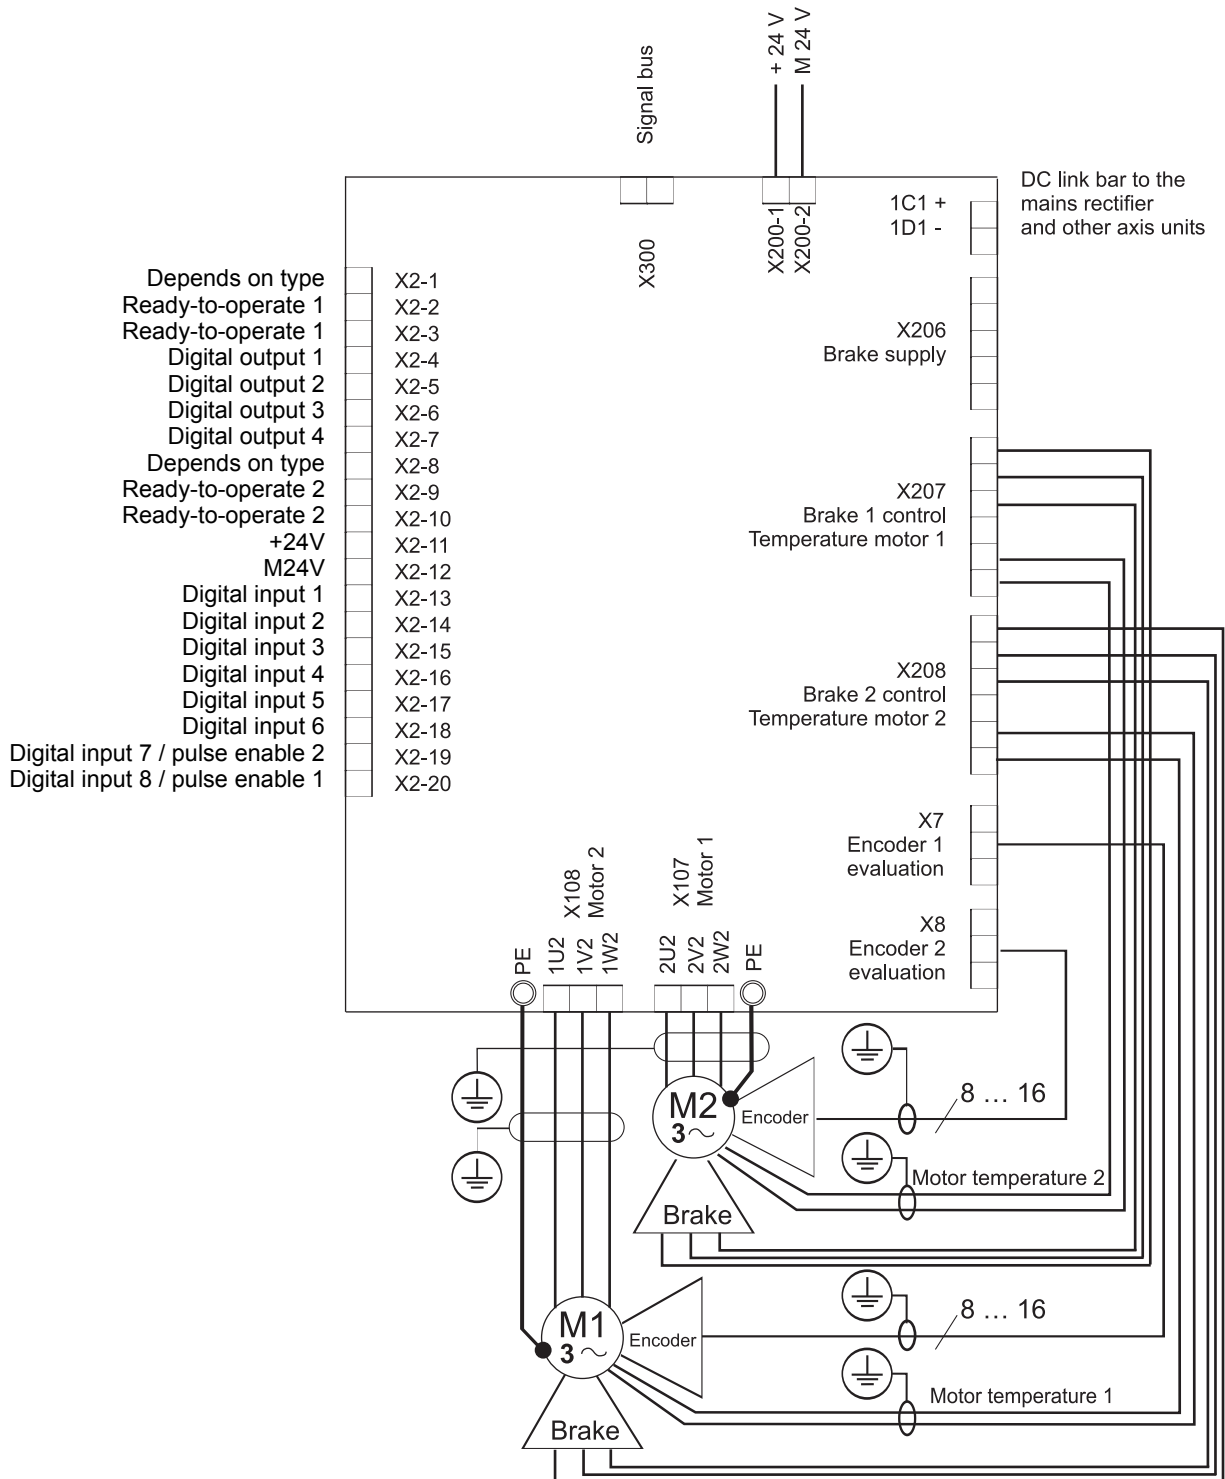 Signal bus
+ 24 V
M 24 V
X300
X200-1
X200-2
1C1 +
1D1 -
DC link bar to the
mains rectifier
and other axis units
Depends on type X2-1
Ready-to-operate 1 X2-2
Ready-to-operate 1 X2-3
Digital output 1 X2-4
Digital output 2 X2-5
Digital output 3 X2-6
Digital output 4 X2-7
Depends on type X2-8
Ready-to-operate 2 X2-9
Ready-to-operate 2 X2-10
+24V X2-11
M24V X2-12
Digital input 1 X2-13
Digital input 2 X2-14
Digital input 3 X2-15
Digital input 4 X2-16
Digital input 5 X2-17
Digital input 6 X2-18
Digital input 7 / pulse enable 2 X2-19
Digital input 8 / pulse enable 1 X2-20
X206
Brake supply
X207
Brake 1 control
Temperature motor 1
X208
Brake 2 control
Temperature motor 2
X7
Encoder 1
evaluation
X8
Encoder 2
evaluation
X108
Motor 2
X107
Motor 1
PE
1U2
1V2
1W2
2U2
2V2
2W2
PE
M2
3
Encoder
8 … 16
Motor temperature 2
Brake
M1
3
Encoder
8 … 16
Motor temperature 1
Brake